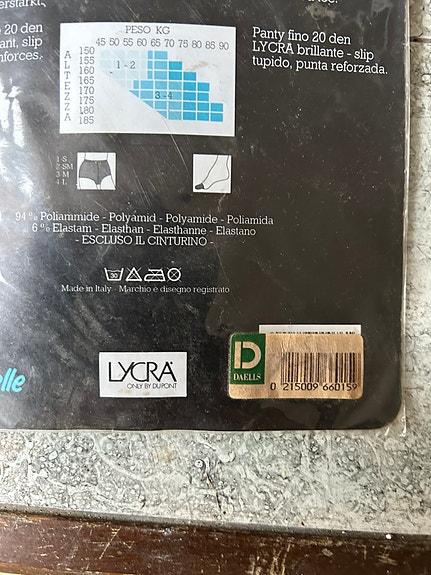 20 den
ant, slip
nforces.
PESO KG
45 50 55 60 65 70 75 80 85 90
ALTEZZA
150
155
160
165
170
175
180
185
1 - 2
3 - 4
Panty fino 20 den
LYCRA brillante - slip
tupido, punta reforzada.
1 S
2 SM
3 M
4 L
94 % Poliammide - Polyamid - Polyamide - Poliamida
6 % Elastam - Elasthan - Elasthanne - Elastano
- ESCLUSO IL CINTURINO -
30
Made in Italy - Marchio e disegno registrato
elle
LYCRA®
ONLY BY DU PONT
D
DAELLS
0 215009 660159